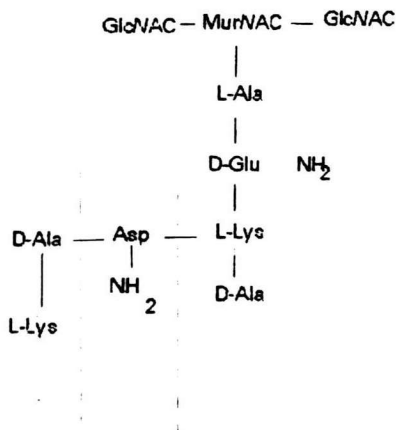 GlcNAC — MurNAC — GlcNAC
L-Ala
D-Glu NH2
D-Ala — Asp — L-Lys
NH2 D-Ala
L-Lys